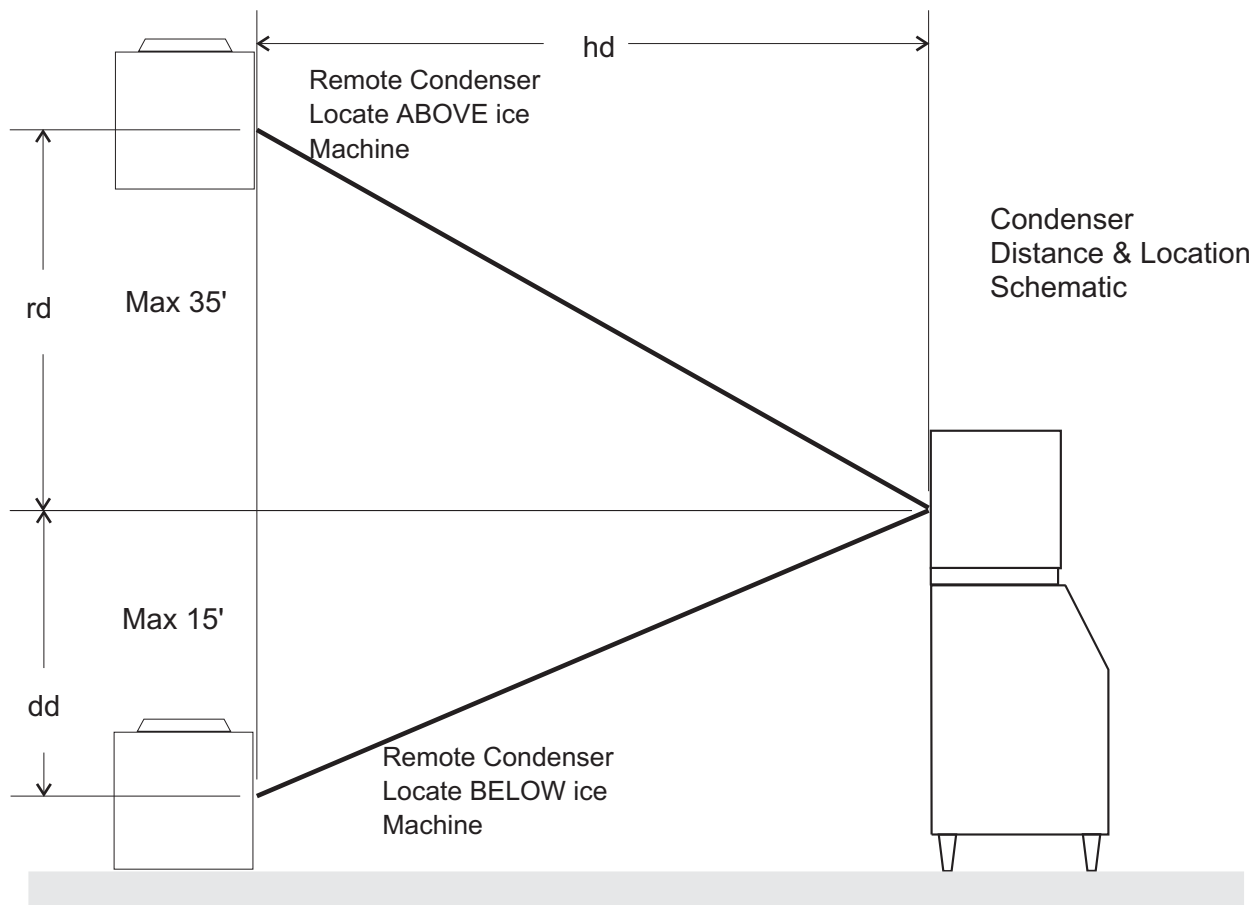 hd
Remote Condenser
Locate ABOVE ice
Machine
Condenser
Distance & Location
Schematic
rd
Max 35'
Max 15'
dd
Remote Condenser
Locate BELOW ice
Machine